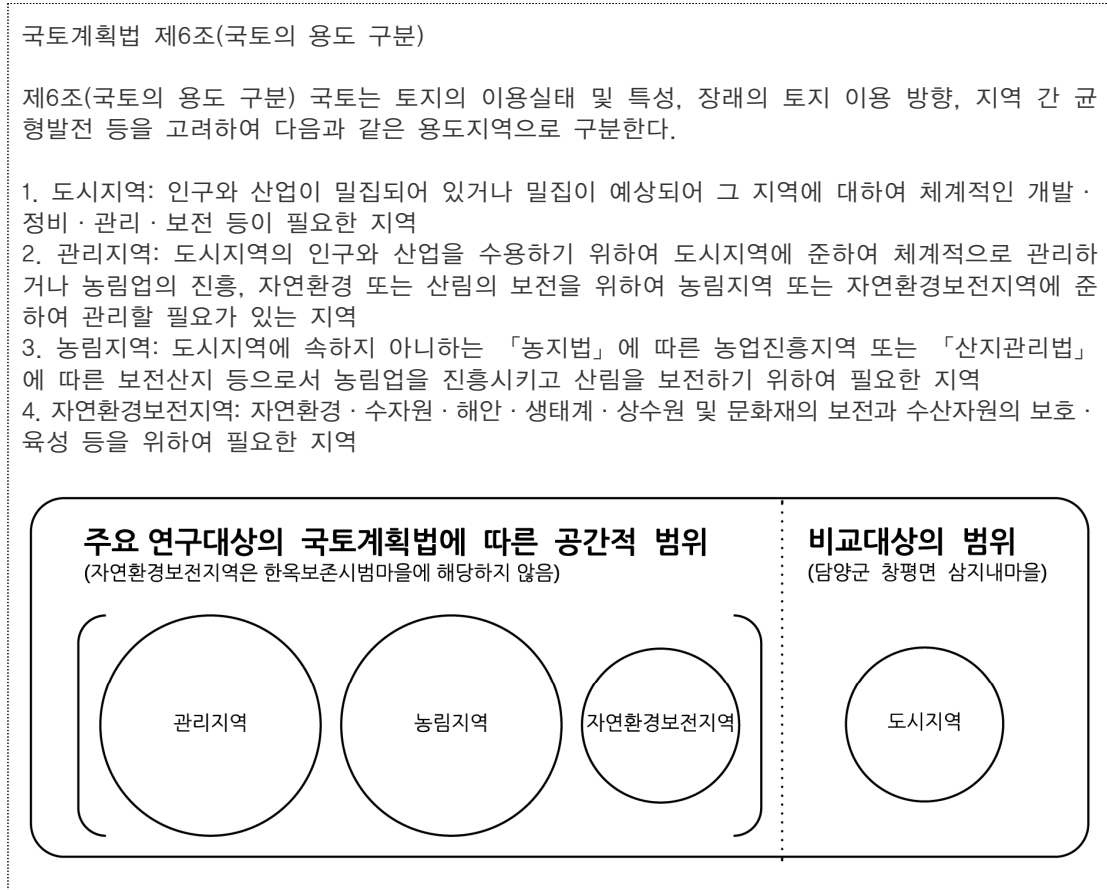 국토계획법 제6조(국토의 용도 구분)
제6조(국토의 용도 구분) 국토는 토지의 이용실태 및 특성, 장래의 토지 이용 방향, 지역 간 균
형발전 등을 고려하여 다음과 같은 용도지역으로 구분한다.
1. 도시지역: 인구와 산업이 밀집되어 있거나 밀집이 예상되어 그 지역에 대하여 체계적인 개발·
정비·관리·보전 등이 필요한 지역
2. 관리지역: 도시지역의 인구와 산업을 수용하기 위하여 도시지역에 준하여 체계적으로 관리하
거나 농림업의 진흥, 자연환경 또는 산림의 보전을 위하여 농림지역 또는 자연환경보전지역에 준
하여 관리할 필요가 있는 지역
3. 농림지역: 도시지역에 속하지 아니하는 「농지법」에 따른 농업진흥지역 또는 「산지관리법」
에 따른 보전산지 등으로서 농림업을 진흥시키고 산림을 보전하기 위하여 필요한 지역
4. 자연환경보전지역: 자연환경·수자원·해안·생태계·상수원 및 문화재의 보전과 수산자원의 보호·
육성 등을 위하여 필요한 지역
주요 연구대상의 국토계획법에 따른 공간적 범위
(자연환경보전지역은 한옥보존시범마을에 해당하지 않음)
관리지역
농림지역
자연환경보전지역
비교대상의 범위
(담양군 창평면 삼지내마을)
도시지역